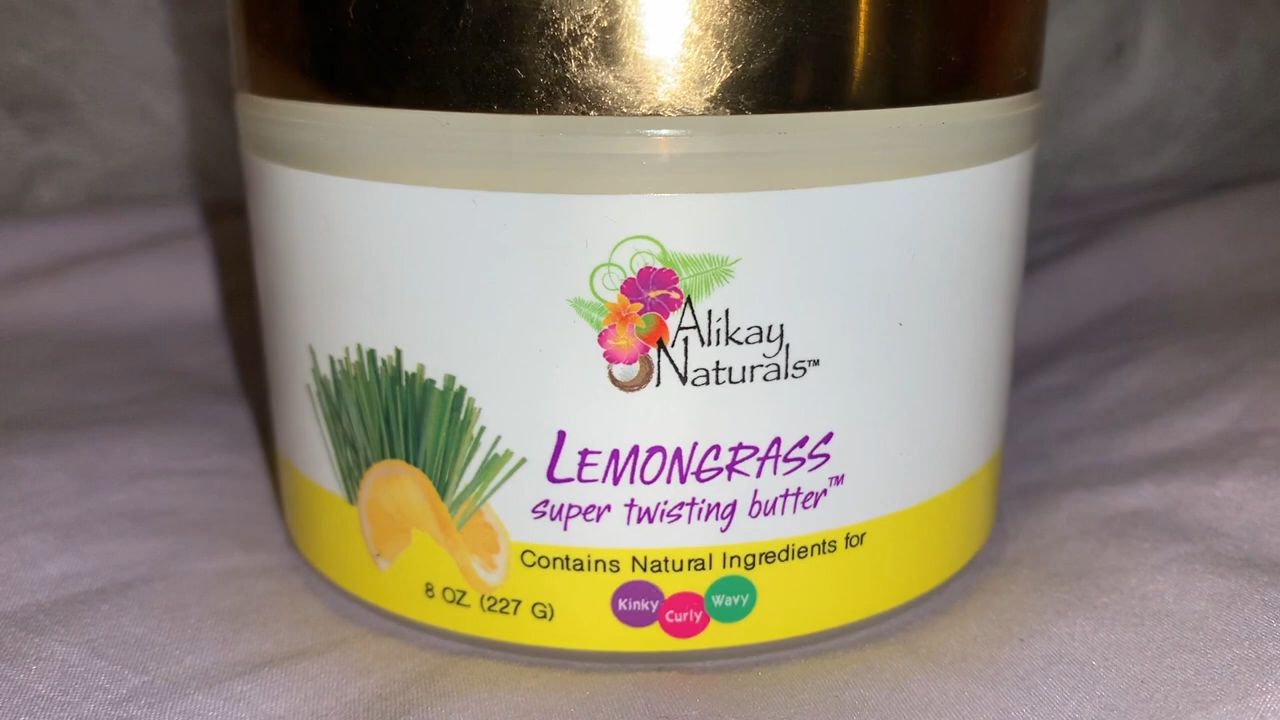 Alikay
Naturals™
LEMONGRASS
super twisting butter™
Contains Natural Ingredients for
8 OZ. (227 G)
Kinky Curly Wavy